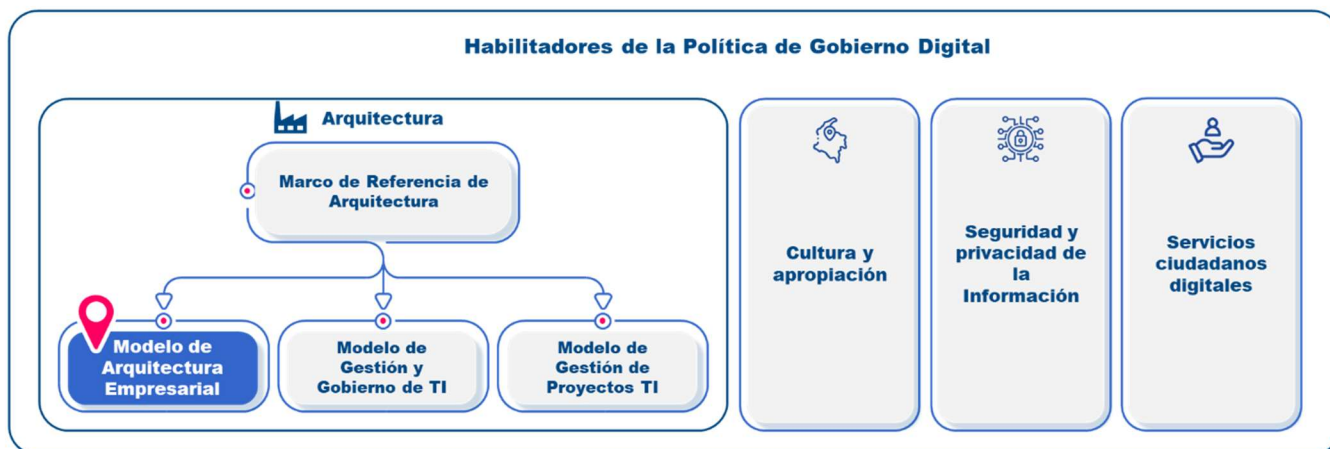 Habilitadores de la Política de Gobierno Digital
Arquitectura
Marco de Referencia de
Arquitectura
Modelo de
Arquitectura
Empresarial
Modelo de
Gestión y
Gobierno de TI
Modelo de
Gestión de
Proyectos TI
Cultura y
apropiación
Seguridad y
privacidad de
la
Información
Servicios
ciudadanos
digitales